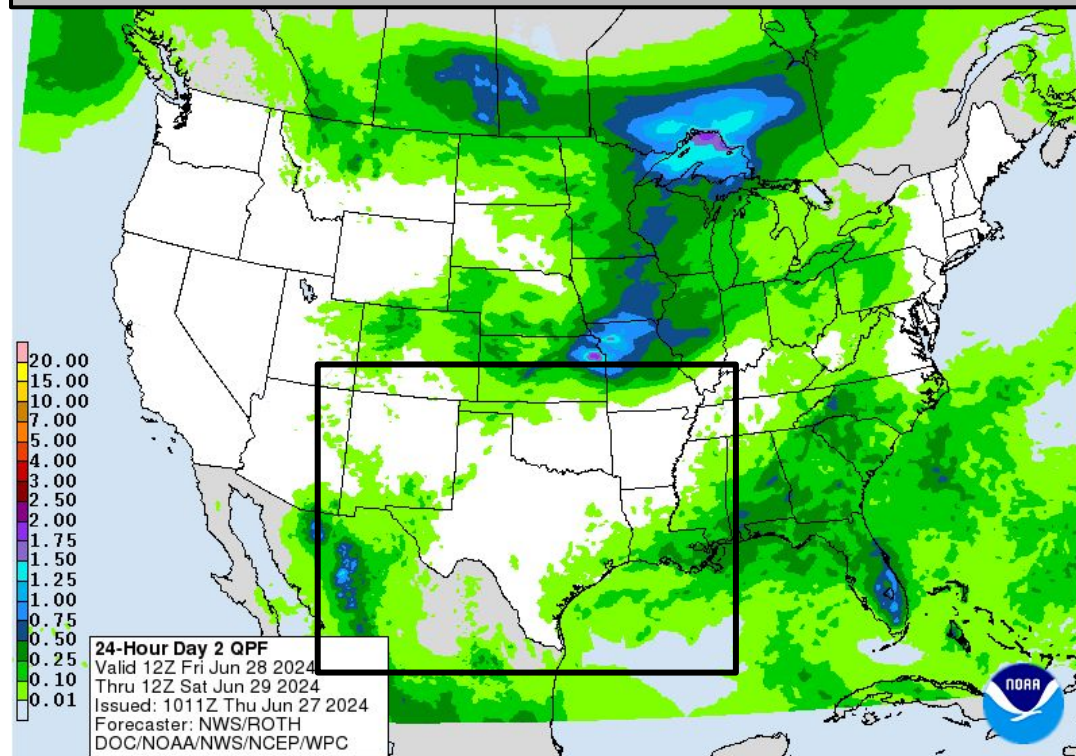 20.00
15.00
10.00
7.00
5.00
4.00
3.00
2.50
2.00
1.75
1.50
1.25
1.00
0.75
0.50
0.25
0.10
0.01
24-Hour Day 2 QPF
Valid 12Z Fri Jun 28 2024
Thru 12Z Sat Jun 29 2024
Issued: 1011Z Thu Jun 27 2024
Forecaster: NWS/ROTH
DOC/NOAA/NWS/NCEP/WPC
NOAA